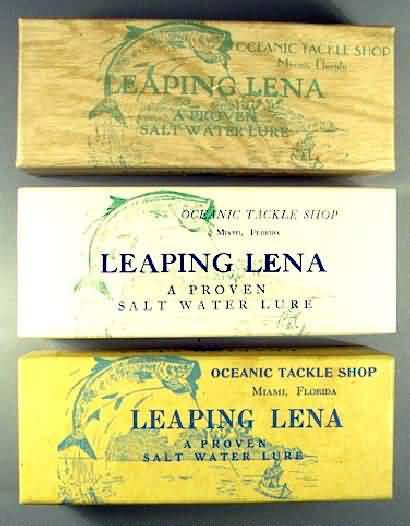 OCEANIC TACKLE SHOP
Miami, Florida
LEAPING LENA
A PROVEN
SALT WATER LURE
OCEANIC TACKLE SHOP
MIAMI, FLORIDA
LEAPING LENA
A PROVEN
SALT WATER LURE
OCEANIC TACKLE SHOP
MIAMI, FLORIDA
LEAPING LENA
A PROVEN
SALT WATER LURE